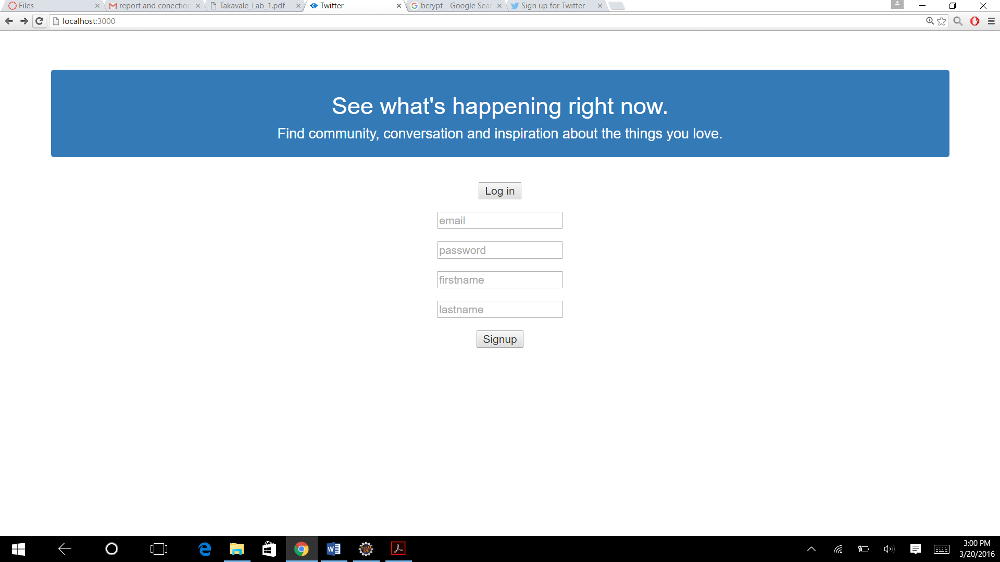 Files
report and conection
Takavale_Lab_1.pdf
Twitter
bcrypt - Google Sear
Sign up for Twitter
localhost:3000
See what's happening right now.
Find community, conversation and inspiration about the things you love.
Log in
email
password
firstname
lastname
Signup
3:00 PM
3/20/2016